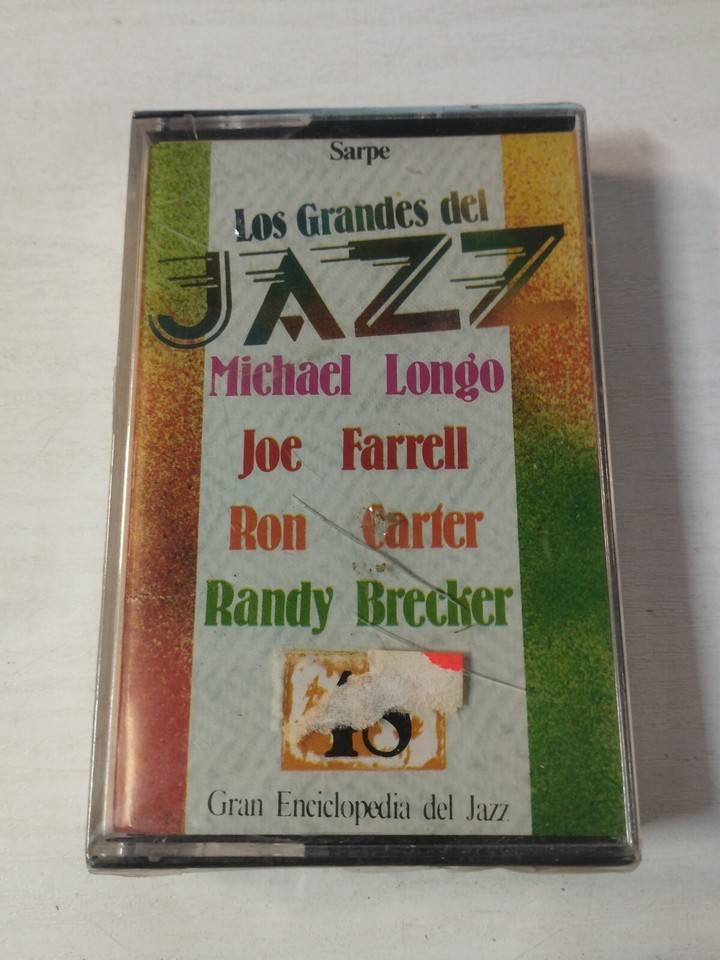 Sarpe
Los Grandes del
JAZZ
Michael Longo
Joe Farrell
Ron Carter
Randy Brecker
Gran Enciclopedia del Jazz